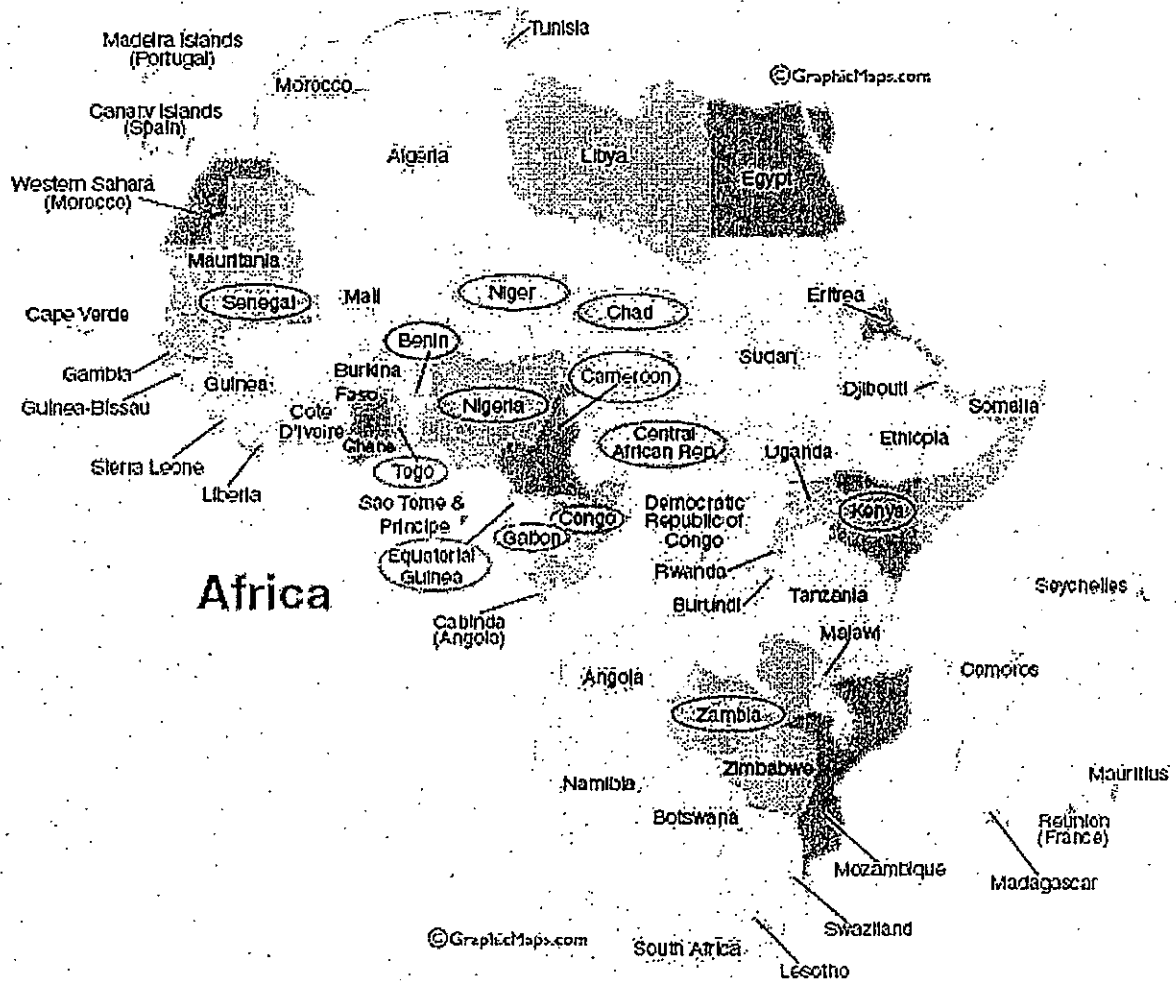 Tunisia
Madeira Islands
(Portugal)
©GraphicMaps.com
Morocco
Canary Islands
(Spain)
Algeria
Libya
Egypt
Western Sahara
(Morocco)
Mauritania
Senegal
Mali
Niger
Chad
Eritrea
Cape Verde
Benin
Sudan
Gambia
Guinea
Burkina
Faso
Cameroon
Djibouti
Guinea-Bissau
Cote
D'Ivoire
Nigeria
Somalia
Ghana
Central
African Rep.
Uganda
Ethiopia
Sierra Leone
Togo
Liberia
Sao Tome &
Principe
Congo
Democratic
Republic of
Congo
Kenya
Gabon
Equatorial
Guinea
Rwanda
Africa
Burundi
Tanzania
Seychelles
Cabinda
(Angola)
Malawi
Angola
Comoros
Zambia
Zimbabwe
Namibia
Mauritius
Botswana
Reunion
(France)
Mozambique
Madagascar
Swaziland
©GraphicMaps.com
South Africa
Lesotho